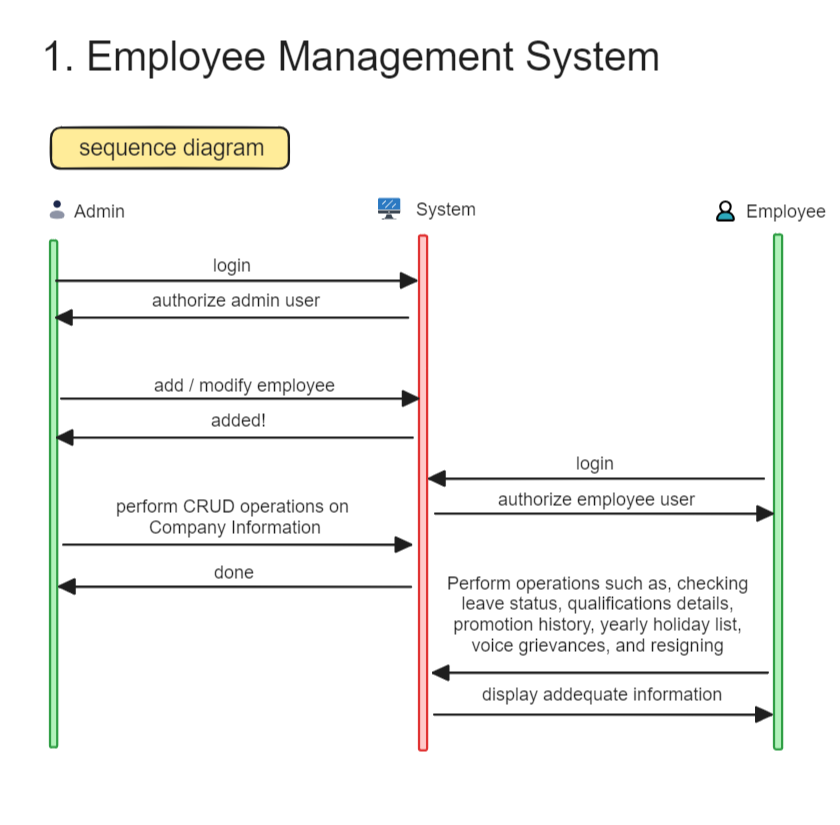 1. Employee Management System
sequence diagram
Admin
System
Employee
login
authorize admin user
add / modify employee
added!
login
authorize employee user
perform CRUD operations on
Company Information
done
Perform operations such as, checking
leave status, qualifications details,
promotion history, yearly holiday list,
voice grievances, and resigning
display addequate information